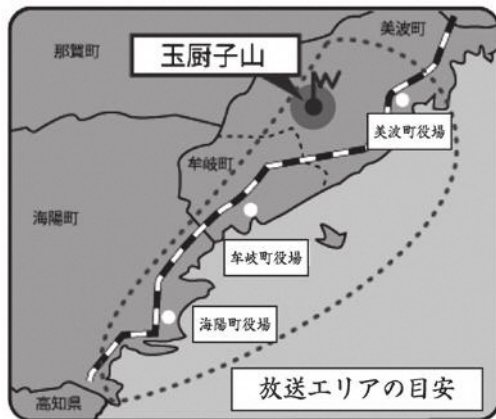 美波町
那賀町
玉厨子山
美波町役場
牟岐町
海陽町
牟岐町役場
海陽町役場
放送エリアの目安
高知県